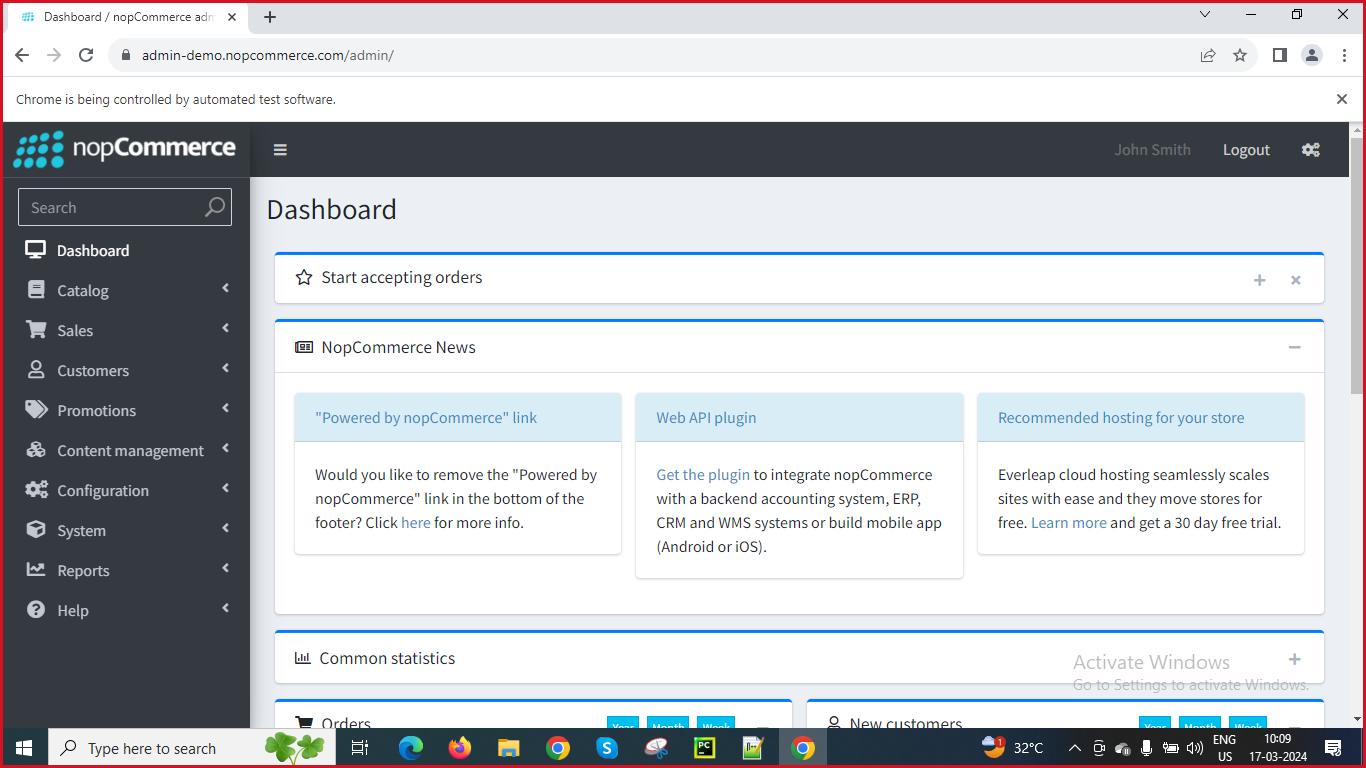 Dashboard / nopCommerce adm
admin-demo.nopcommerce.com/admin/
Chrome is being controlled by automated test software.
nopCommerce
John Smith
Logout
Search
Dashboard
Catalog
Sales
Customers
Promotions
Content management
Configuration
System
Reports
Help
Dashboard
Start accepting orders
NopCommerce News
"Powered by nopCommerce" link
Would you like to remove the "Powered by
nopCommerce" link in the bottom of the
footer? Click here for more info.
Web API plugin
Get the plugin to integrate nopCommerce
with a backend accounting system, ERP,
CRM and WMS systems or build mobile app
(Android or iOS).
Recommended hosting for your store
Everleap cloud hosting seamlessly scales
sites with ease and they move stores for
free. Learn more and get a 30 day free trial.
Common statistics
Orders
Year Month Week
New customers
Year Month Week
Activate Windows
Go to Settings to activate Windows.
Type here to search
PC
32°C
ENG
US
10:09
17-03-2024